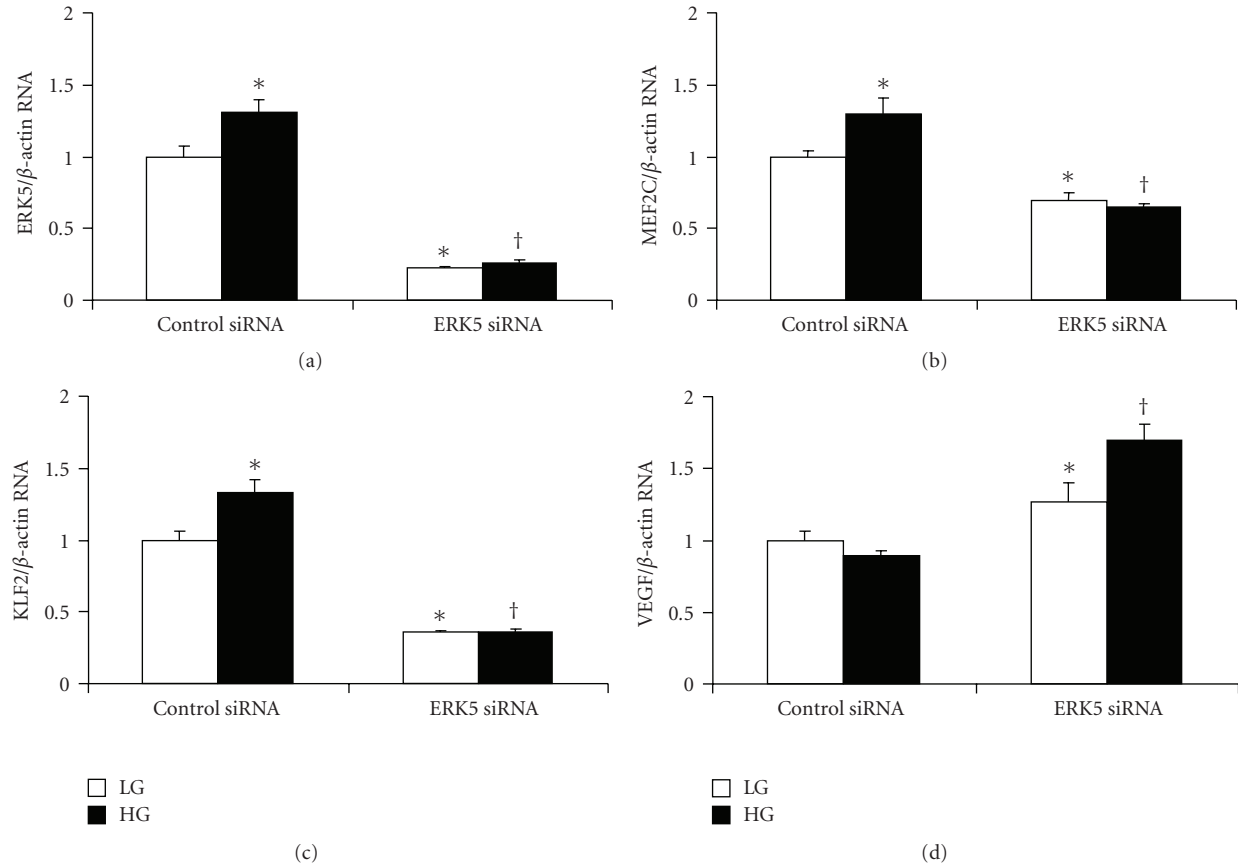 2
1.5
1
0.5
0
ERK5/β-actin RNA
*
*
†
Control siRNA
ERK5 siRNA
(a)
2
1.5
1
0.5
0
MEF2C/β-actin RNA
*
*
†
Control siRNA
ERK5 siRNA
(b)
2
1.5
1
0.5
0
KLF2/β-actin RNA
*
*
†
Control siRNA
ERK5 siRNA
LG
HG
(c)
2
1.5
1
0.5
0
VEGF/β-actin RNA
*
†
Control siRNA
ERK5 siRNA
LG
HG
(d)